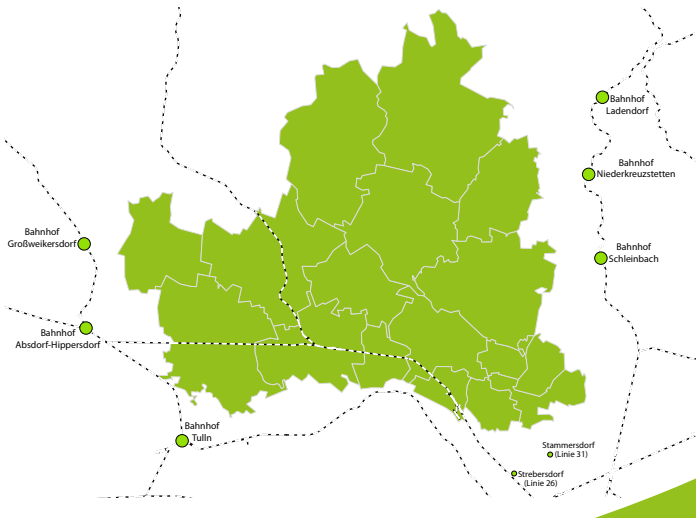 Bahnhof
Ladendorf
Bahnhof
Niederkreuzstetten
Bahnhof
Großweikersdorf
Bahnhof
Schleinbach
Bahnhof
Absdorf-Hippersdorf
Bahnhof
Tulln
Stammersdorf
(Linie 31)
Strebersdorf
(Linie 26)